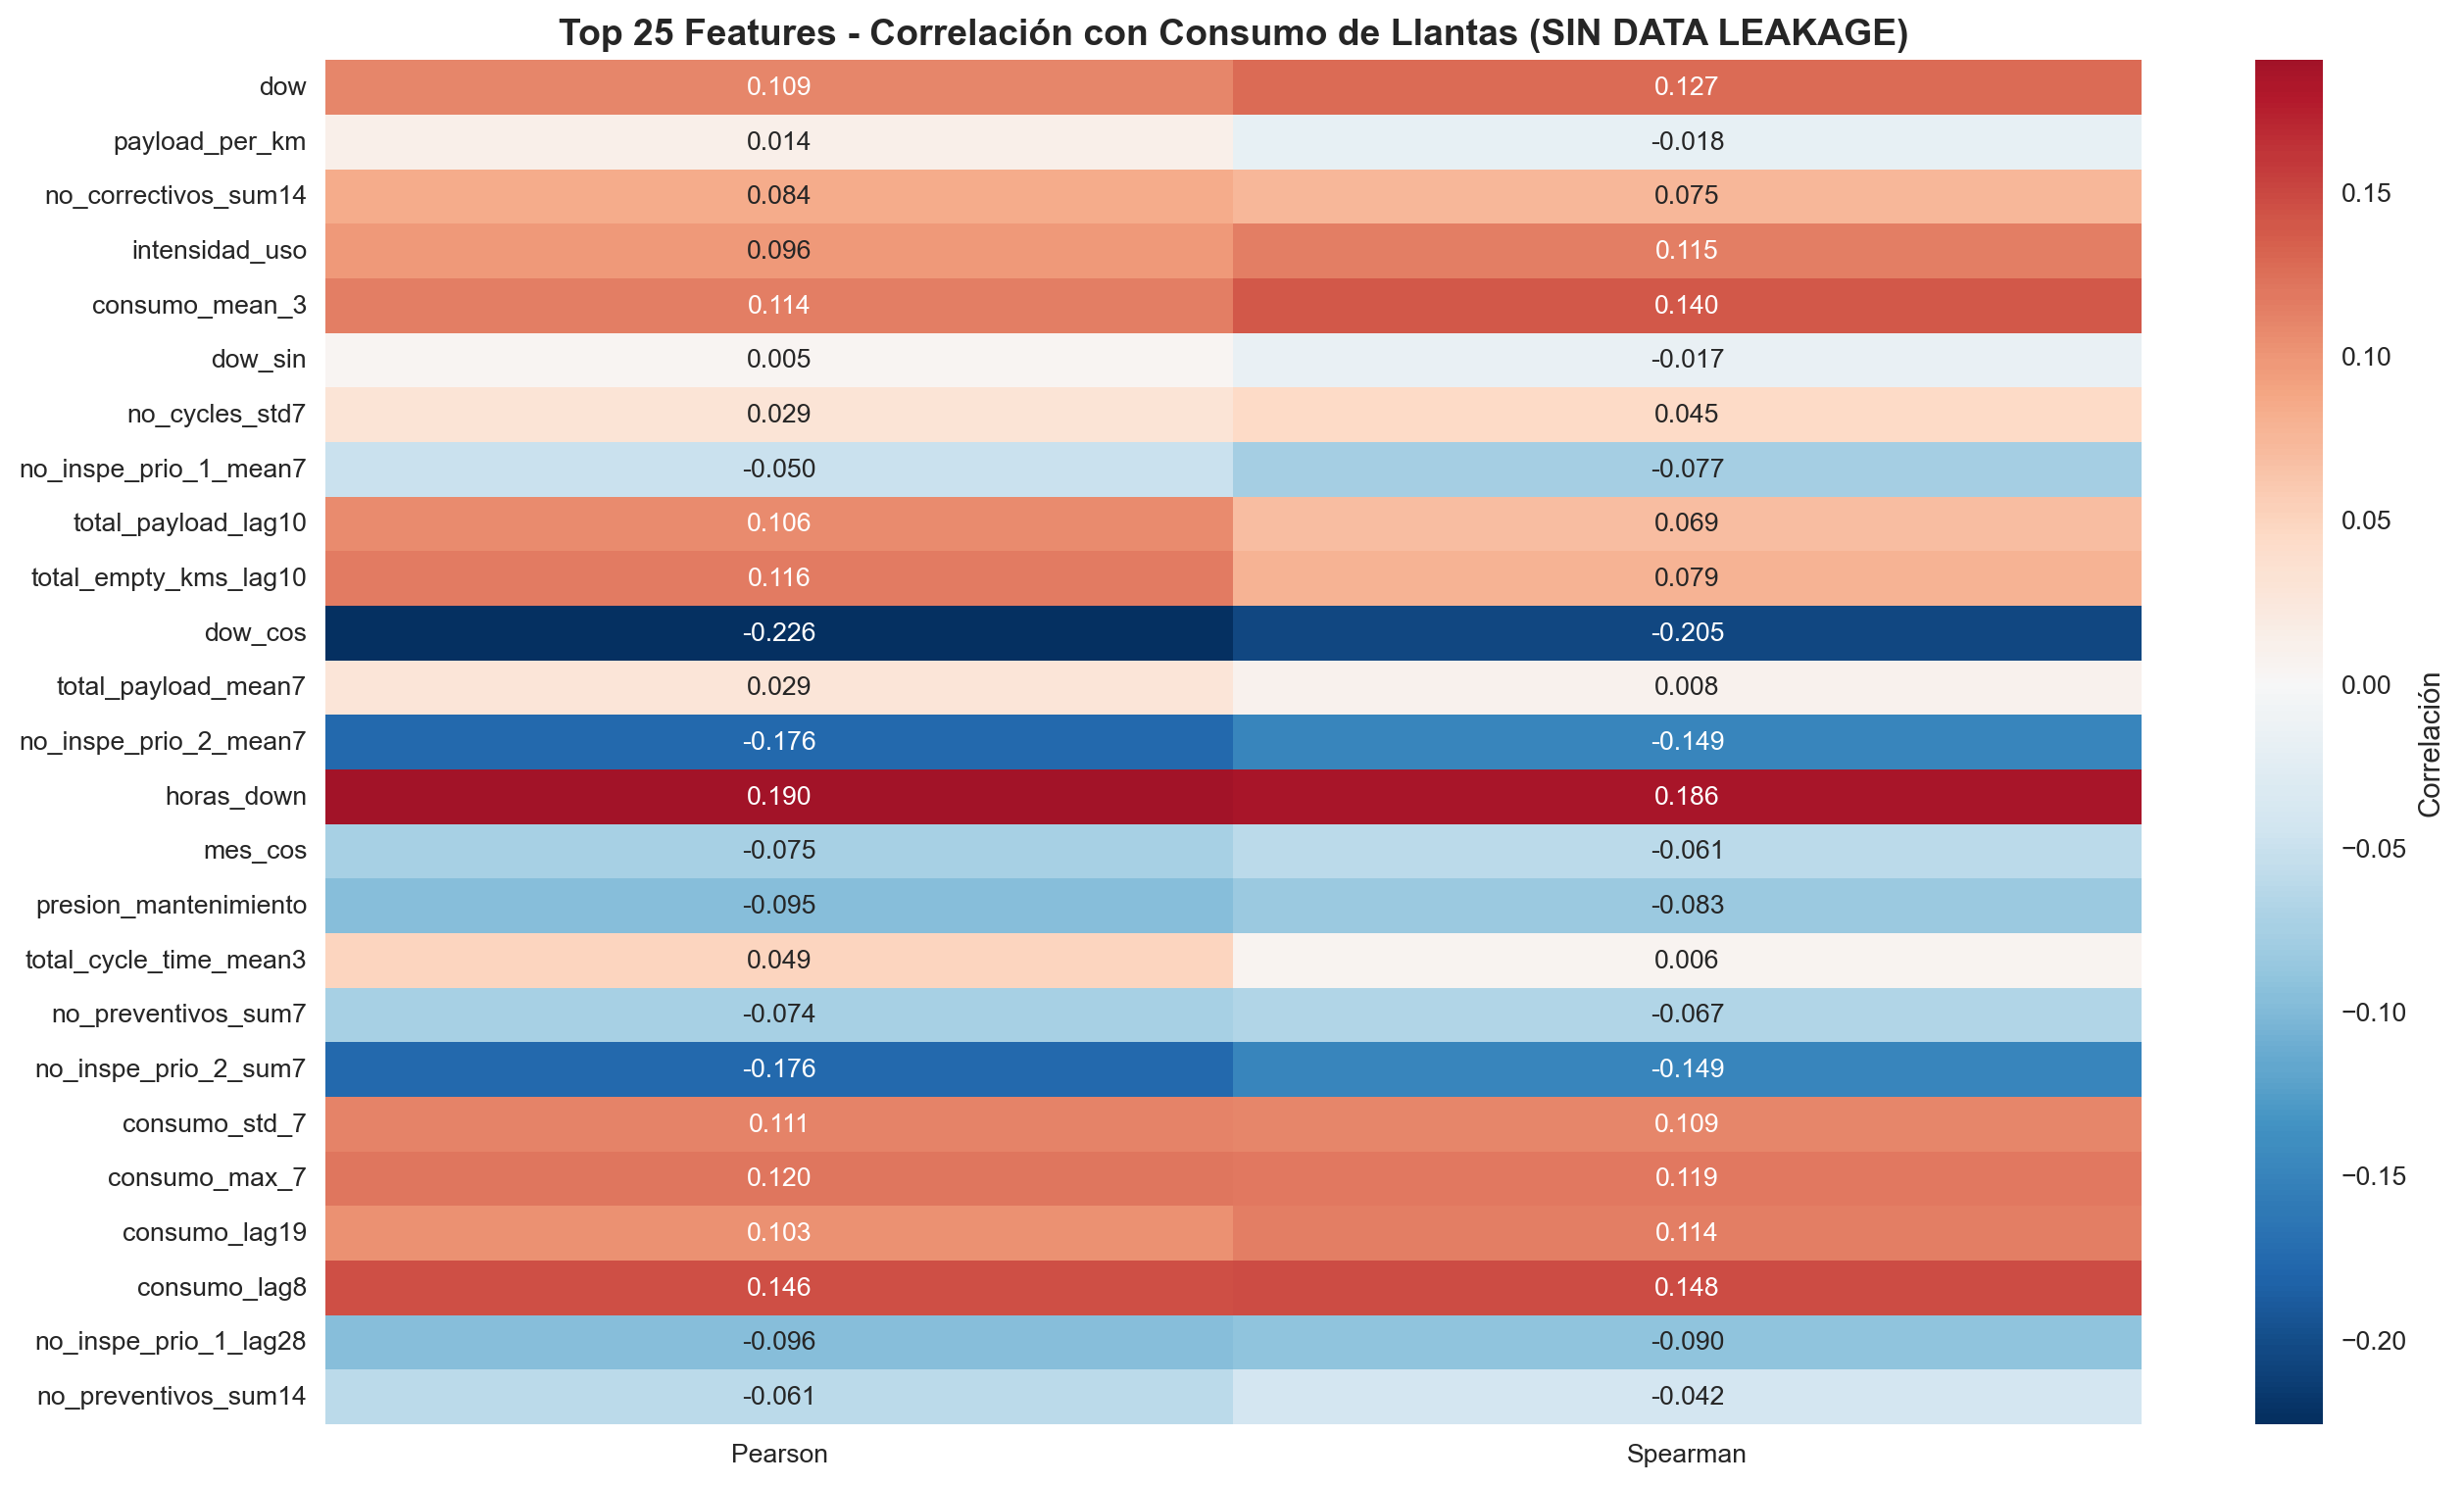 Top 25 Features - Correlación con Consumo de Llantas (SIN DATA LEAKAGE)
dow 0.109 0.127
payload_per_km 0.014 -0.018
no_correctivos_sum14 0.084 0.075
intensidad_uso 0.096 0.115
consumo_mean_3 0.114 0.140
dow_sin 0.005 -0.017
no_cycles_std7 0.029 0.045
no_inspe_prio_1_mean7 -0.050 -0.077
total_payload_lag10 0.106 0.069
total_empty_kms_lag10 0.116 0.079
dow_cos -0.226 -0.205
total_payload_mean7 0.029 0.008
no_inspe_prio_2_mean7 -0.176 -0.149
horas_down 0.190 0.186
mes_cos -0.075 -0.061
presion_mantenimiento -0.095 -0.083
total_cycle_time_mean3 0.049 0.006
no_preventivos_sum7 -0.074 -0.067
no_inspe_prio_2_sum7 -0.176 -0.149
consumo_std_7 0.111 0.109
consumo_max_7 0.120 0.119
consumo_lag19 0.103 0.114
consumo_lag8 0.146 0.148
no_inspe_prio_1_lag28 -0.096 -0.090
no_preventivos_sum14 -0.061 -0.042
Pearson Spearman
0.15
0.10
0.05
0.00
−0.05
−0.10
−0.15
−0.20
Correlación